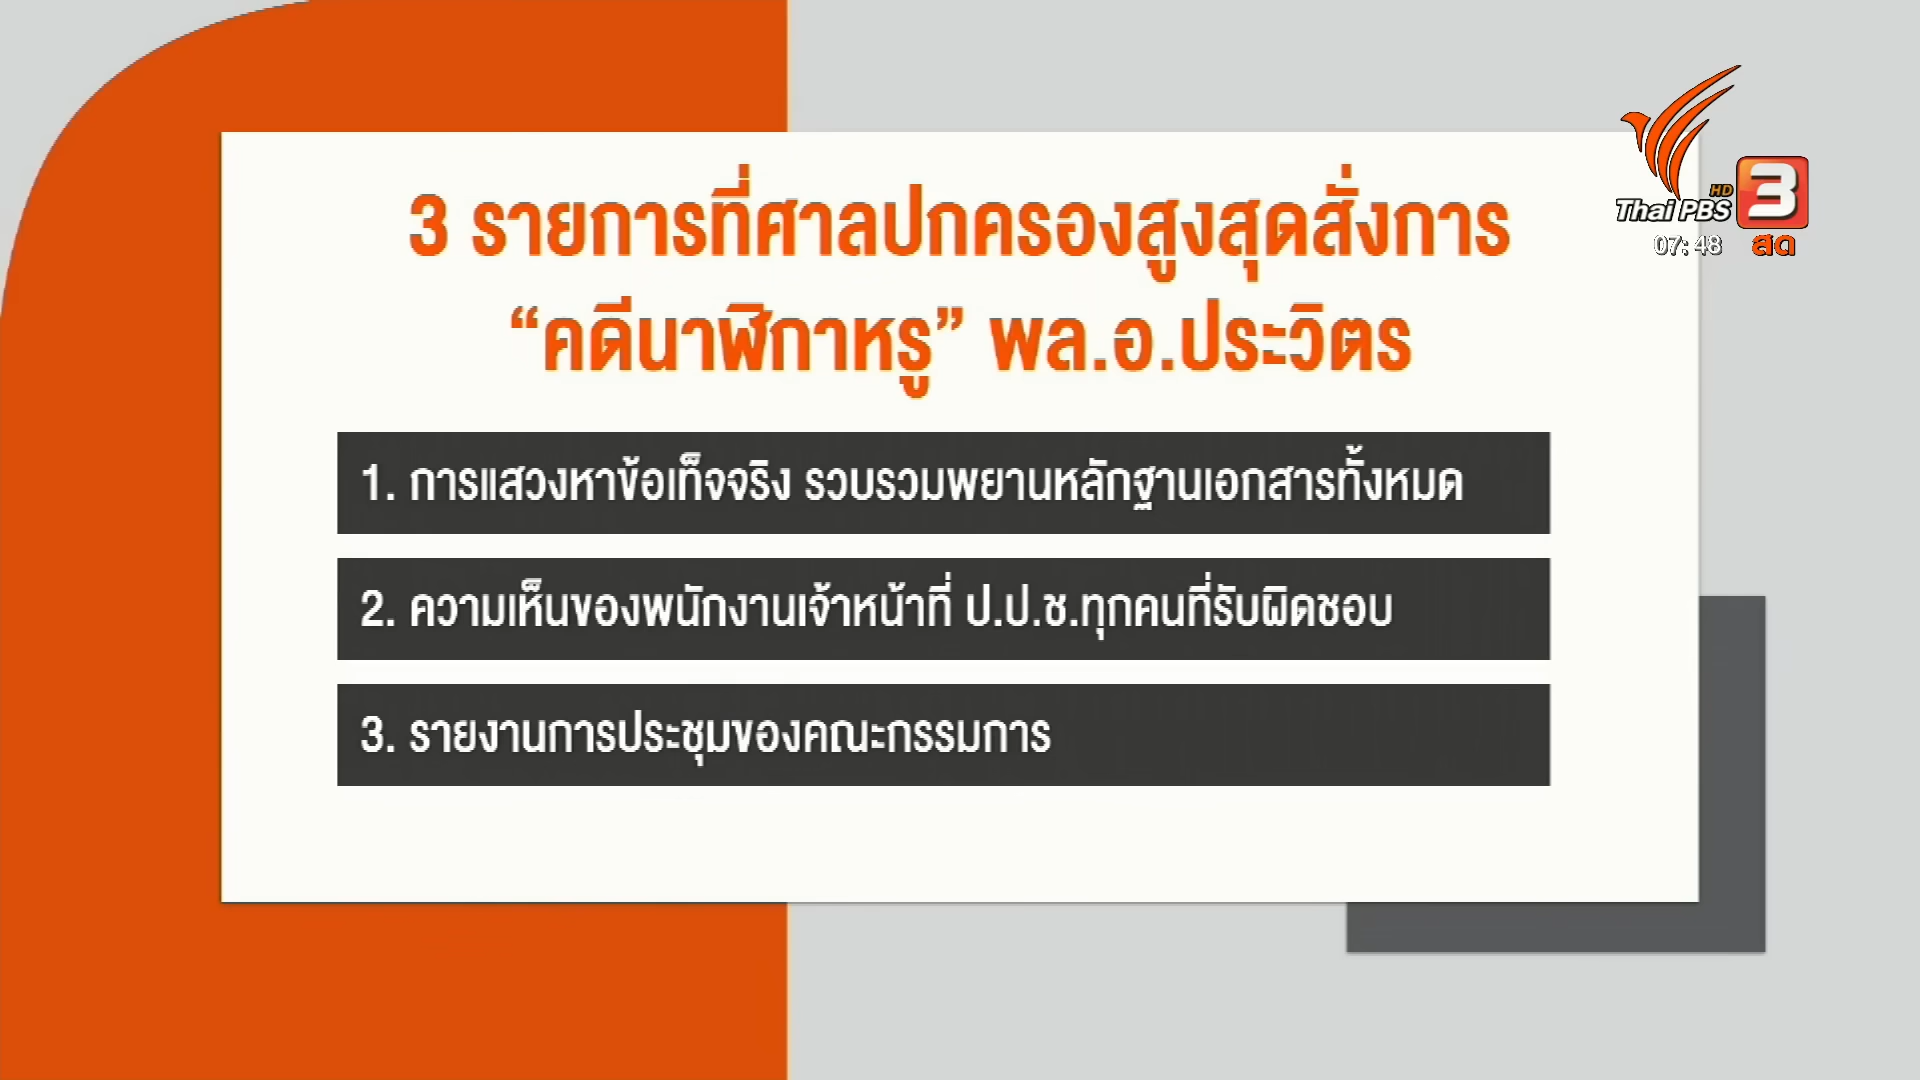 3 รายการที่ศาลปกครองสูงสุดสั่งการ
“คดีนาฬิกาหรู” พล.อ.ประวิตร
1. การแสวงหาข้อเท็จจริง รวบรวมพยานหลักฐานเอกสารทั้งหมด
2. ความเห็นของพนักงานเจ้าหน้าที่ ป.ป.ช.ทุกคนที่รับผิดชอบ
3. รายงานการประชุมของคณะกรรมการ
HD
Thai PBS 3
07:48 สด